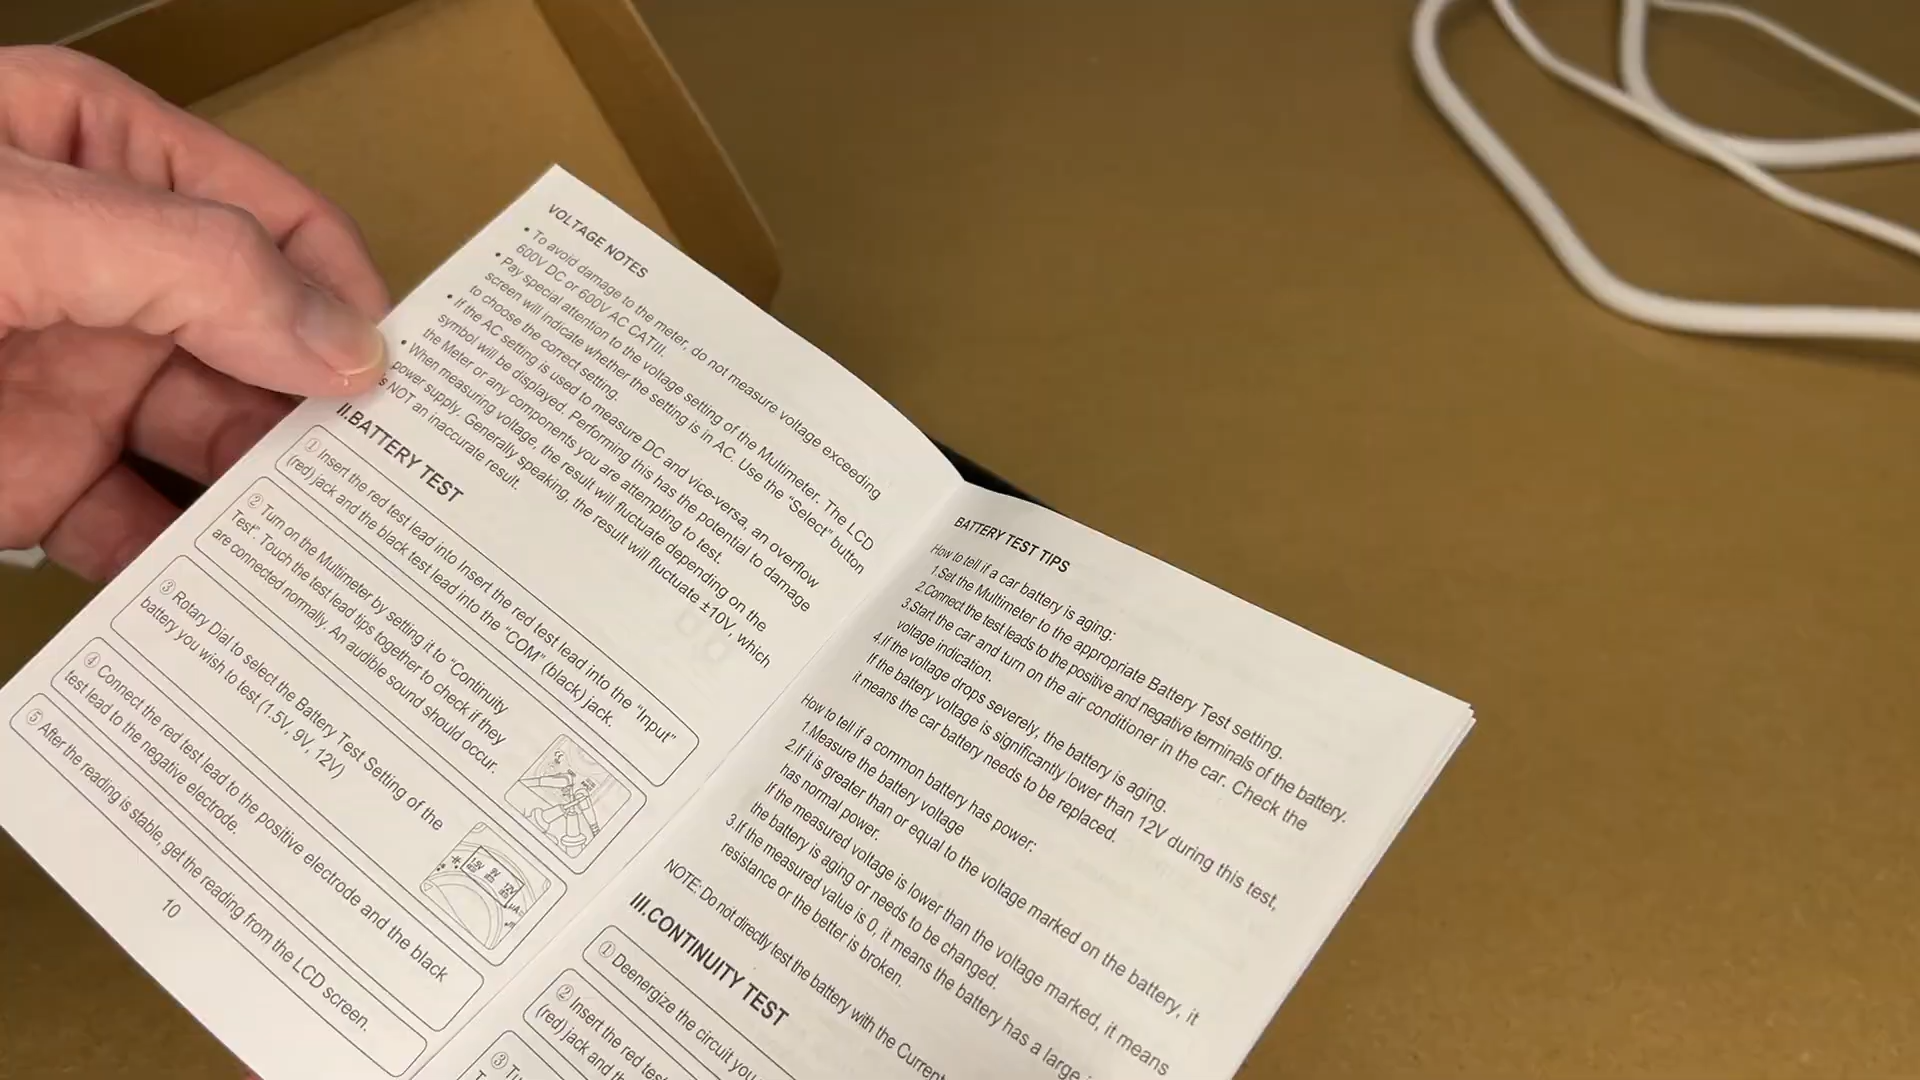 VOLTAGE NOTES
• To avoid damage to the meter, do not measure voltage exceeding
600V DC or 600V AC CATIII.
• Pay special attention to the voltage setting of the Multimeter. The LCD
screen will indicate whether the setting is in AC. Use the "Select" button
to choose the correct setting.
• If the AC setting is used to measure DC and vice-versa, an overflow
symbol will be displayed. Performing this has the potential to damage
the Meter or any components you are attempting to test.
• When measuring voltage, the result will fluctuate depending on the
power supply. Generally speaking, the result will fluctuate ±10V, which
is NOT an inaccurate result.
II.BATTERY TEST
① Insert the red test lead into Insert the red test lead into the "Input"
(red) jack and the black test lead into the "COM" (black) jack.
② Turn on the Multimeter by setting it to "Continuity
Test". Touch the test lead tips together to check if they
are connected normally. An audible sound should occur.
③ Rotary Dial to select the Battery Test Setting of the
battery you wish to test (1.5V, 9V, 12V)
1.5V 9V 12V
④ Connect the red test lead to the positive electrode and the black
test lead to the negative electrode.
⑤ After the reading is stable, get the reading from the LCD screen.
10
BATTERY TEST TIPS
How to tell if a car battery is aging:
1.Set the Multimeter to the appropriate Battery Test setting.
2.Connect the test leads to the positive and negative terminals of the battery.
3.Start the car and turn on the air conditioner in the car. Check the
voltage indication.
4.If the voltage drops severely, the battery is aging.
If the battery voltage is significantly lower than 12V during this test,
it means the car battery needs to be replaced.
How to tell if a common battery has power:
1.Measure the battery voltage
2.If it is greater than or equal to the voltage marked on the battery, it
has normal power.
If the measured voltage is lower than the voltage marked, it means
the battery is aging or needs to be changed.
3.If the measured value is 0, it means the battery has a large
resistance or the better is broken.
NOTE: Do not directly test the battery with the Current
III.CONTINUITY TEST
① Deenergize the circuit you
② Insert the red test
(red) jack and th
③ Tu